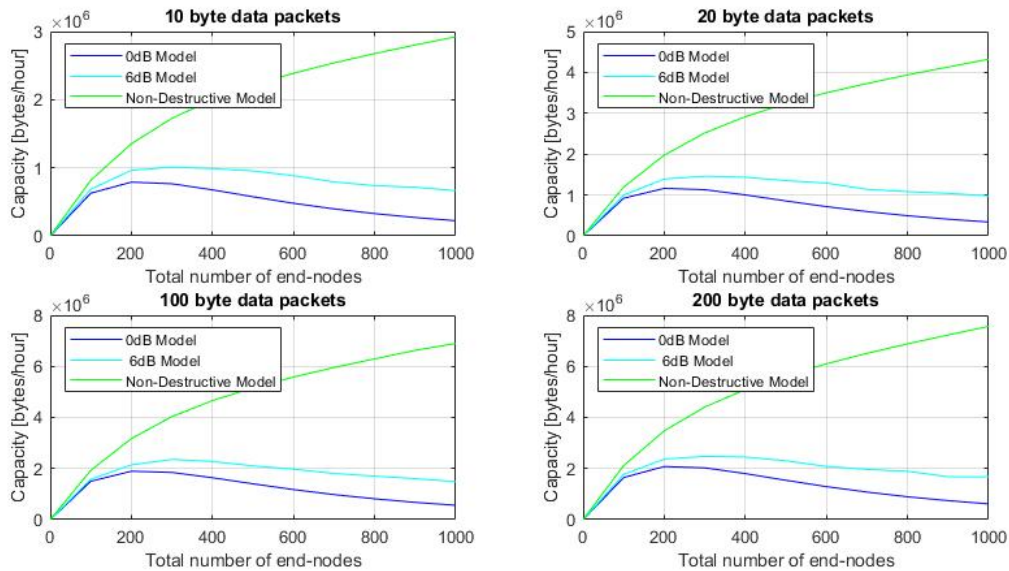 10 byte data packets
×10⁶
Capacity [bytes/hour]
3
2
1
0
0dB Model
6dB Model
Non-Destructive Model
0 200 400 600 800 1000
Total number of end-nodes
20 byte data packets
×10⁶
Capacity [bytes/hour]
5
4
3
2
1
0
0dB Model
6dB Model
Non-Destructive Model
0 200 400 600 800 1000
Total number of end-nodes
100 byte data packets
×10⁶
Capacity [bytes/hour]
8
6
4
2
0
0dB Model
6dB Model
Non-Destructive Model
0 200 400 600 800 1000
Total number of end-nodes
200 byte data packets
×10⁶
Capacity [bytes/hour]
8
6
4
2
0
0dB Model
6dB Model
Non-Destructive Model
0 200 400 600 800 1000
Total number of end-nodes